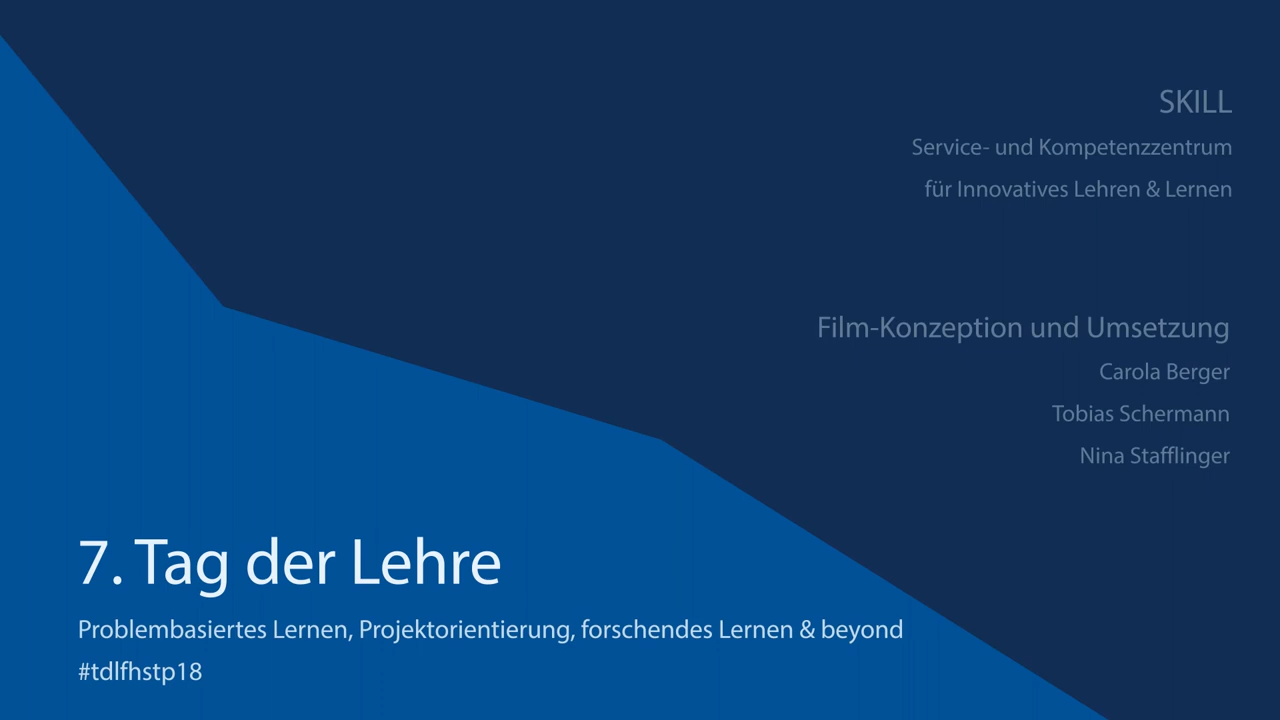 SKILL
Service- und Kompetenzzentrum
für Innovatives Lehren & Lernen
Film-Konzeption und Umsetzung
Carola Berger
Tobias Schermann
Nina Stafflinger
7. Tag der Lehre
Problembasiertes Lernen, Projektorientierung, forschendes Lernen & beyond
#tdlfhstp18